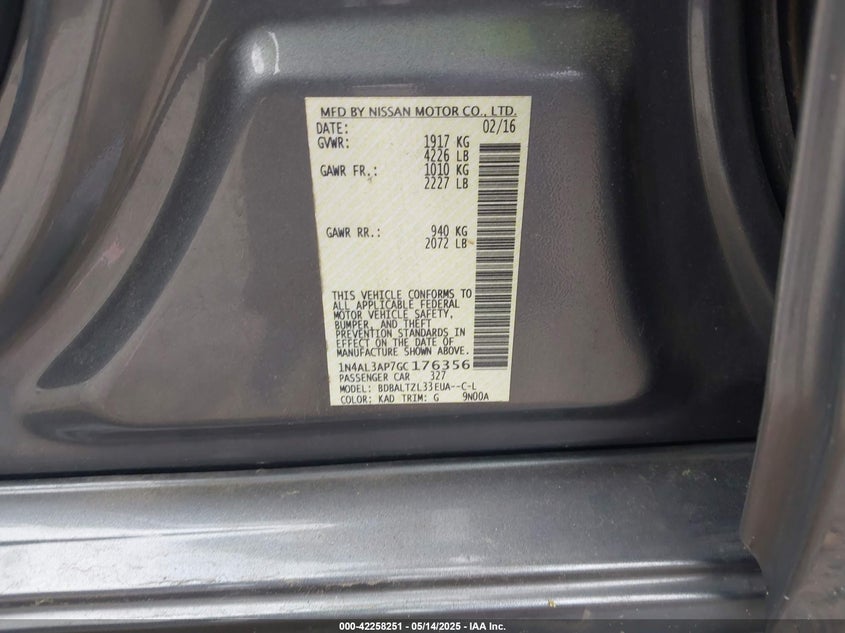 MFD BY NISSAN MOTOR CO., LTD.
DATE: 02/16
GVWR: 1917 KG
4226 LB
GAWR FR.: 1010 KG
2227 LB
GAWR RR.: 940 KG
2072 LB
THIS VEHICLE CONFORMS TO
ALL APPLICABLE FEDERAL
MOTOR VEHICLE SAFETY,
BUMPER, AND THEFT
PREVENTION STANDARDS IN
EFFECT ON THE DATE OF
MANUFACTURE SHOWN ABOVE.
1N4AL3AP7GC176356
PASSENGER CAR 327
MODEL: BDBALTZL33EUA--C-L
COLOR: KAD TRIM: G 9N00A
000-42258251 - 05/14/2025 - IAA Inc.